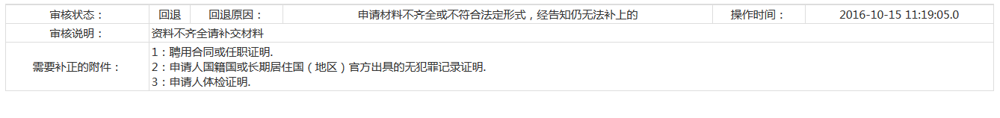 审核状态： 回退 回退原因： 申请材料不齐全或不符合法定形式，经告知仍无法补上的 操作时间： 2016-10-15 11:19:05.0
审核说明： 资料不齐全请补交材料
1：聘用合同或任职证明.
需要补正的附件： 2：申请人国籍国或长期居住国（地区）官方出具的无犯罪记录证明.
3：申请人体检证明.